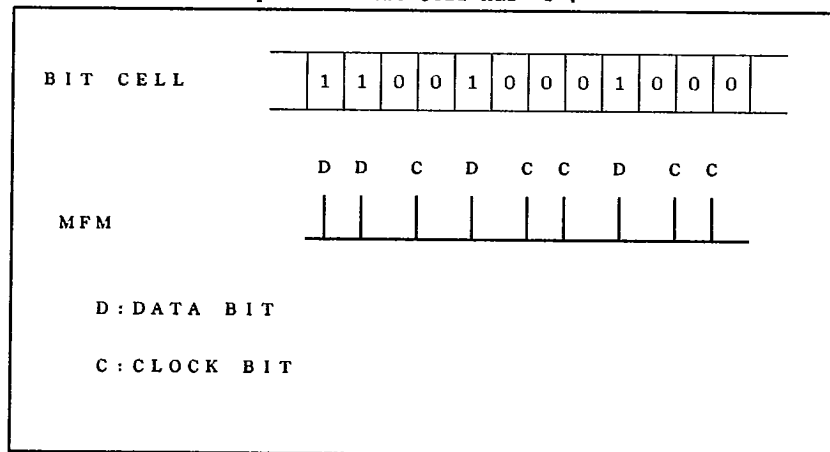 BIT CELL 1 1 0 0 1 0 0 0 1 0 0 0
D D C D C C D C C
MFM
D:DATA BIT
C:CLOCK BIT